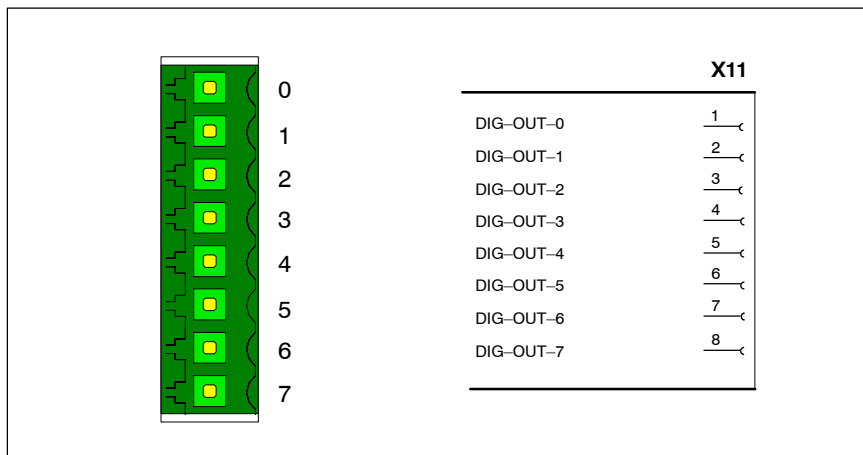 0
1
2
3
4
5
6
7
X11
DIG–OUT–0 1
DIG–OUT–1 2
DIG–OUT–2 3
DIG–OUT–3 4
DIG–OUT–4 5
DIG–OUT–5 6
DIG–OUT–6 7
DIG–OUT–7 8